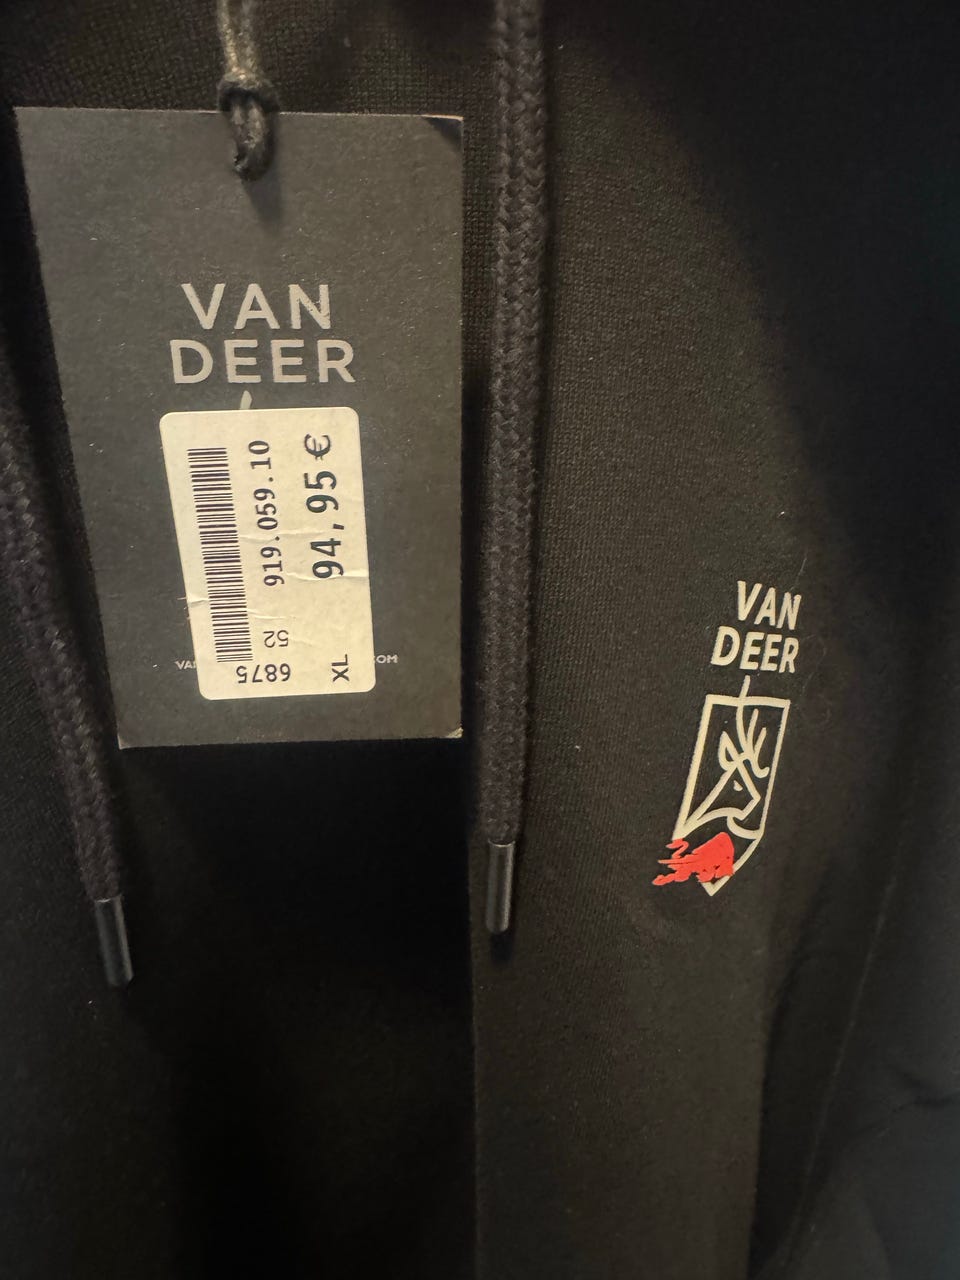 VAN
DEER
919.059.10
94,95 €
52
6875
XL
VAN
DEER